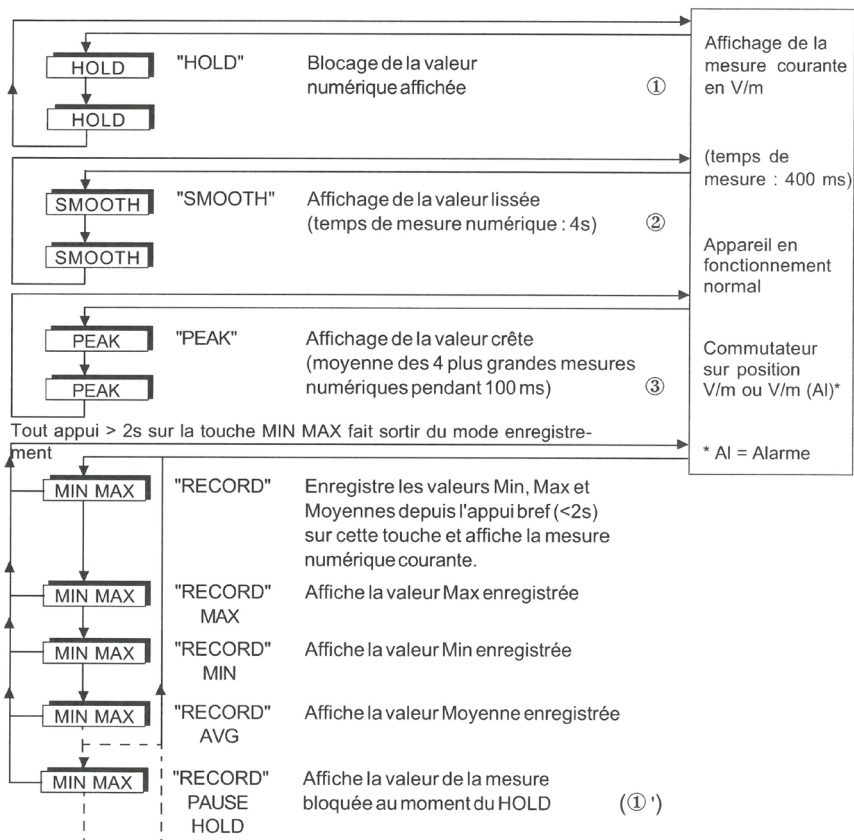 HOLD
"HOLD"
Blocage de la valeur
numérique affichée
①
HOLD
SMOOTH
"SMOOTH"
Affichage de la valeur lissée
(temps de mesure numérique : 4s)
②
SMOOTH
PEAK
"PEAK"
Affichage de la valeur crête
(moyenne des 4 plus grandes mesures
numériques pendant 100 ms)
③
PEAK
Affichage de la
mesure courante
en V/m
(temps de
mesure : 400 ms)
Appareil en
fonctionnement
normal
Commutateur
sur position
V/m ou V/m (Al)*
* Al = Alarme
Tout appui > 2s sur la touche MIN MAX fait sortir du mode enregistre-
ment
MIN MAX
"RECORD"
Enregistre les valeurs Min, Max et
Moyennes depuis l'appui bref (<2s)
sur cette touche et affiche la mesure
numérique courante.
MIN MAX
"RECORD"
MAX
Affiche la valeur Max enregistrée
MIN MAX
"RECORD"
MIN
Affiche la valeur Min enregistrée
MIN MAX
"RECORD"
AVG
Affiche la valeur Moyenne enregistrée
MIN MAX
"RECORD"
PAUSE
HOLD
Affiche la valeur de la mesure
bloquée au moment du HOLD
(① ')